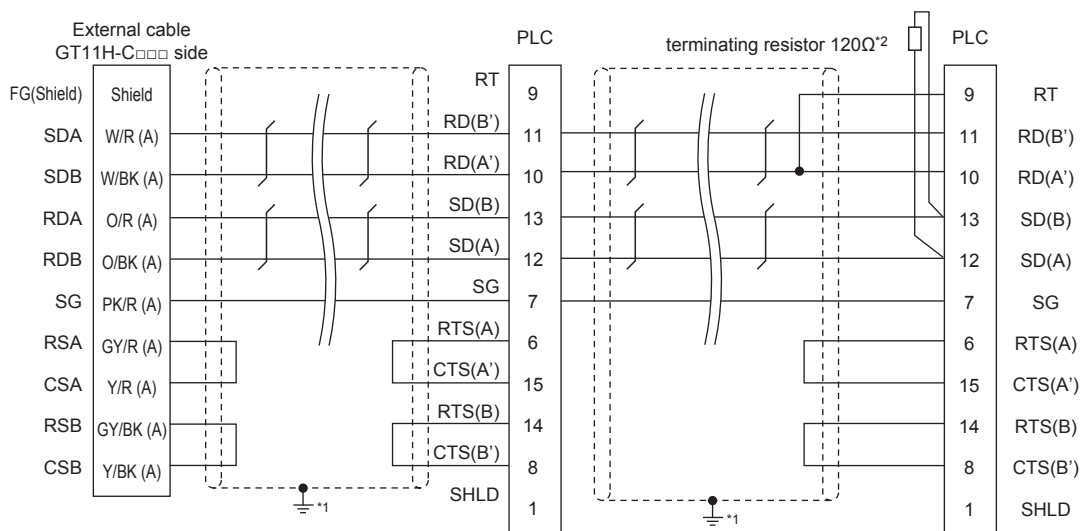 External cable
GT11H-C□□□ side
PLC
terminating resistor 120Ω*2
PLC
FG(Shield) Shield RT 9 9 RT
SDA W/R (A) RD(B') 11 11 RD(B')
SDB W/BK (A) RD(A') 10 10 RD(A')
RDA O/R (A) SD(B) 13 13 SD(B)
RDB O/BK (A) SD(A) 12 12 SD(A)
SG PK/R (A) SG 7 7 SG
RSA GY/R (A) RTS(A) 6 6 RTS(A)
CSA Y/R (A) CTS(A') 15 15 CTS(A')
RSB GY/BK (A) RTS(B) 14 14 RTS(B)
CSB Y/BK (A) CTS(B') 8 8 CTS(B')
*1 SHLD 1 *1 1 SHLD